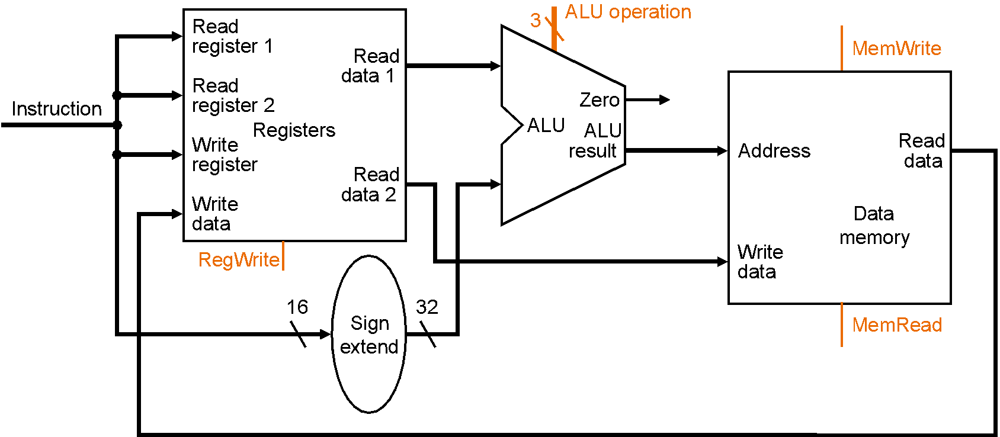 ALU operation
3
Read
register 1
MemWrite
Read
data 1
Read
register 2
Zero
Instruction
Registers
ALU
ALU
result
Write
register
Address
Read
data
Read
data 2
Write
data
Data
memory
RegWrite
Write
data
16
32
Sign
extend
MemRead